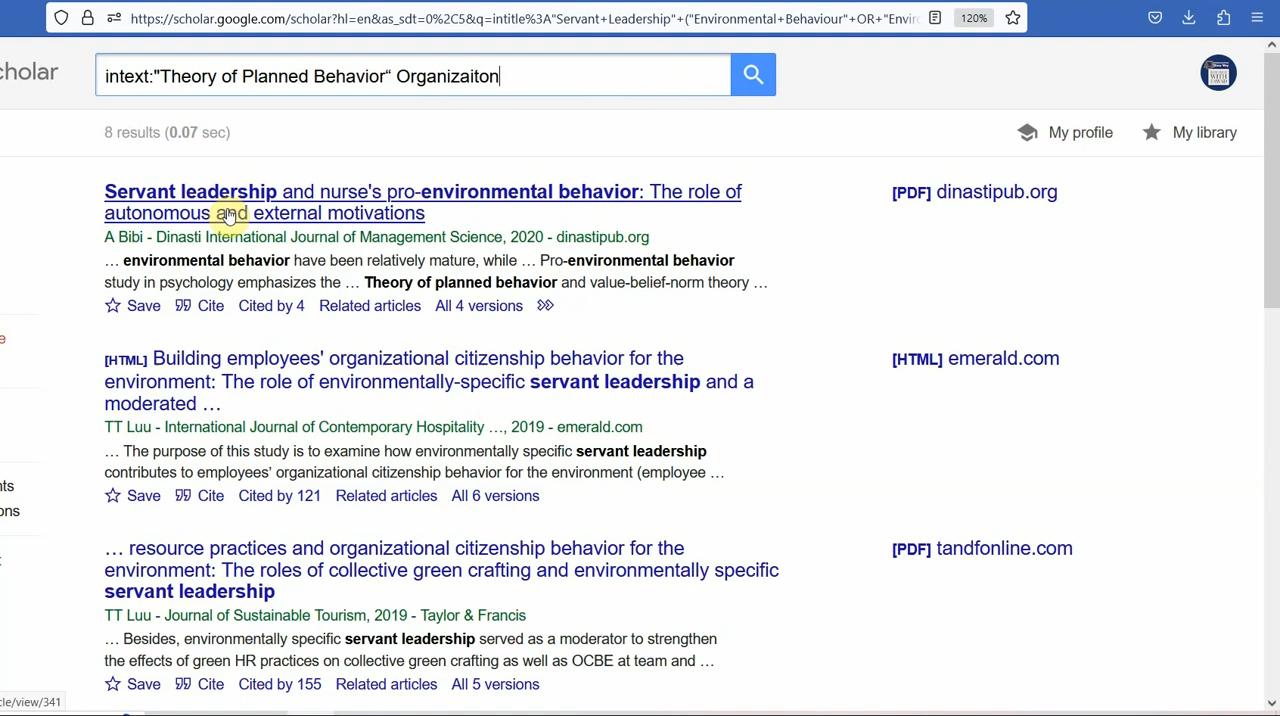 https://scholar.google.com/scholar?hl=en&as_sdt=0%2C5&q=intitle%3A"Servant+Leadership"+("Environmental+Behaviour"+OR+"Enviro
120%
cholar
intext:"Theory of Planned Behavior“ Organizaiton
8 results (0.07 sec)
My profile
My library
Servant leadership and nurse's pro-environmental behavior: The role of
autonomous and external motivations
[PDF] dinastipub.org
A Bibi - Dinasti International Journal of Management Science, 2020 - dinastipub.org
… environmental behavior have been relatively mature, while … Pro-environmental behavior
study in psychology emphasizes the … Theory of planned behavior and value-belief-norm theory …
Save Cite Cited by 4 Related articles All 4 versions
e
[HTML] Building employees' organizational citizenship behavior for the
environment: The role of environmentally-specific servant leadership and a
moderated …
[HTML] emerald.com
TT Luu - International Journal of Contemporary Hospitality …, 2019 - emerald.com
… The purpose of this study is to examine how environmentally specific servant leadership
contributes to employees' organizational citizenship behavior for the environment (employee …
Save Cite Cited by 121 Related articles All 6 versions
nts
ons
… resource practices and organizational citizenship behavior for the
environment: The roles of collective green crafting and environmentally specific
servant leadership
[PDF] tandfonline.com
TT Luu - Journal of Sustainable Tourism, 2019 - Taylor & Francis
… Besides, environmentally specific servant leadership served as a moderator to strengthen
the effects of green HR practices on collective green crafting as well as OCBE at team and …
Save Cite Cited by 155 Related articles All 5 versions
cle/view/341